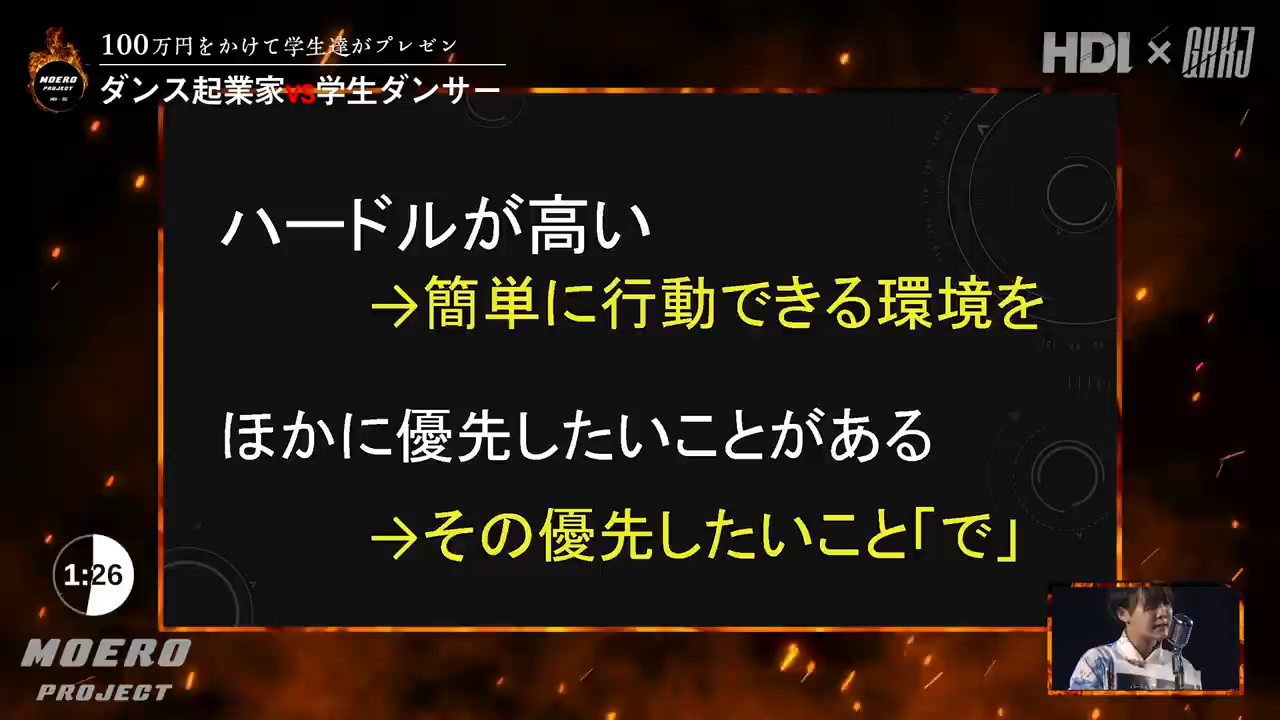 100万円をかけて学生達がプレゼン
ダンス起業家vs学生ダンサー
HDI × GKKJ
MOERO
PROJECT
ハードルが高い
→簡単に行動できる環境を
ほかに優先したいことがある
→その優先したいこと「で」
1:26
MOERO
PROJECT